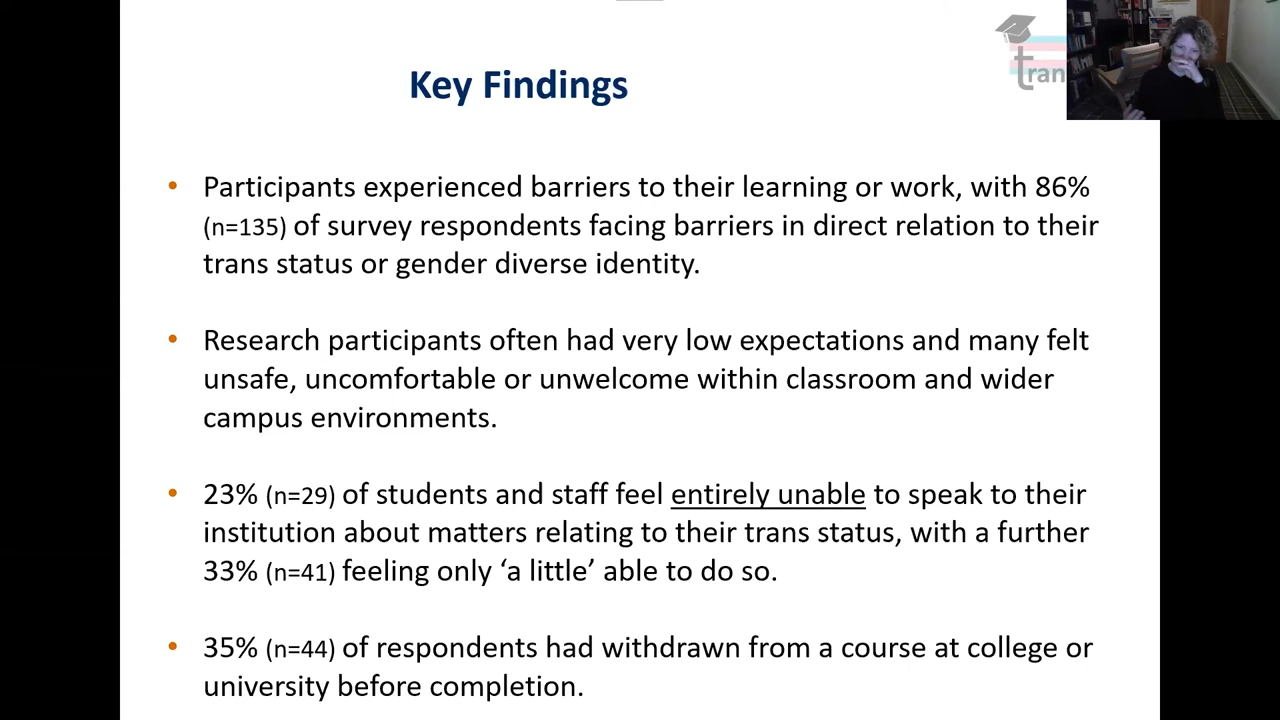 Key Findings
tran
• Participants experienced barriers to their learning or work, with 86%
(n=135) of survey respondents facing barriers in direct relation to their
trans status or gender diverse identity.
• Research participants often had very low expectations and many felt
unsafe, uncomfortable or unwelcome within classroom and wider
campus environments.
• 23% (n=29) of students and staff feel entirely unable to speak to their
institution about matters relating to their trans status, with a further
33% (n=41) feeling only ‘a little’ able to do so.
• 35% (n=44) of respondents had withdrawn from a course at college or
university before completion.